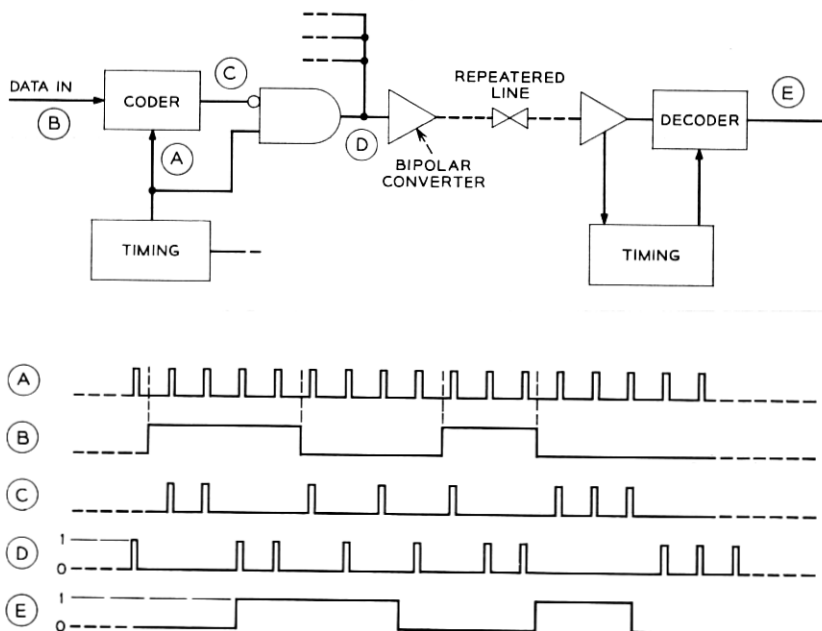 DATA IN
B
CODER
C
A
TIMING
D
BIPOLAR
CONVERTER
REPEATERED
LINE
DECODER
E
TIMING
A
B
C
D
1
0
E
1
0